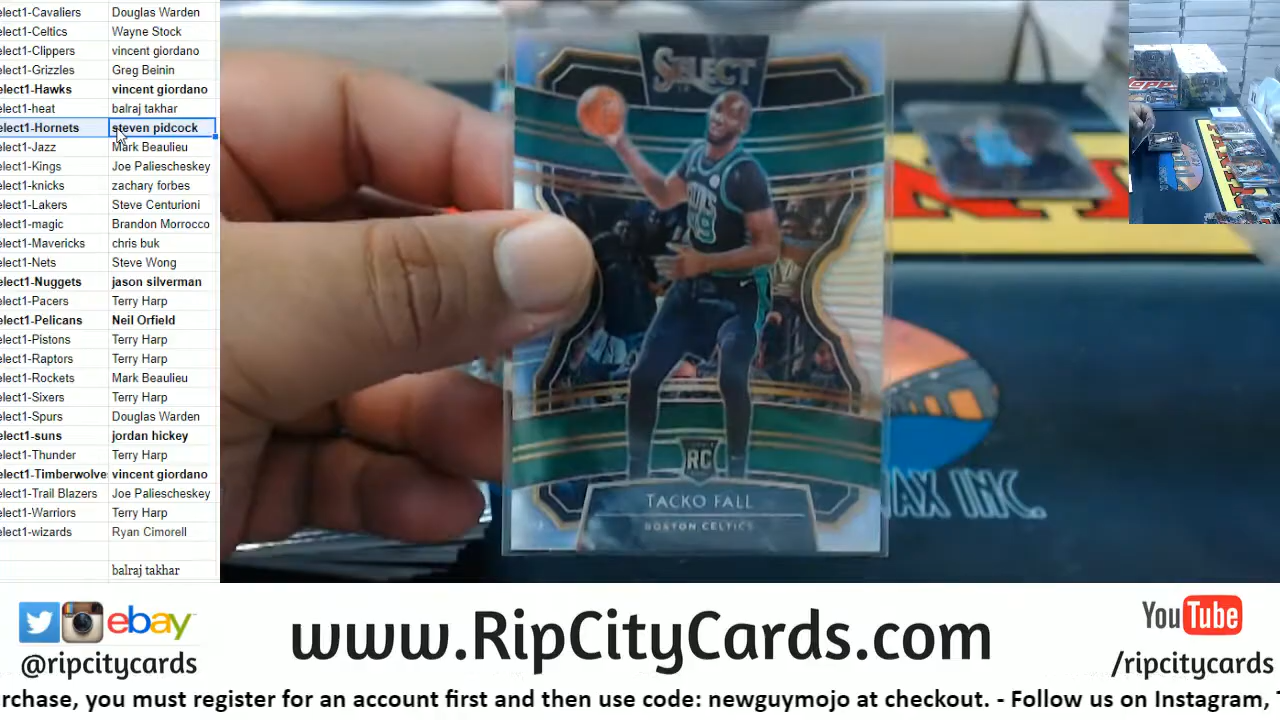 elect1-Cavaliers Douglas Warden
elect1-Celtics Wayne Stock
elect1-Clippers vincent giordano
elect1-Grizzles Greg Beinin
elect1-Hawks vincent giordano
elect1-heat balraj takhar
elect1-Hornets steven pidcock
elect1-Jazz Mark Beaulieu
elect1-Kings Joe Paliescheskey
elect1-knicks zachary forbes
elect1-Lakers Steve Centurioni
elect1-magic Brandon Morrocco
elect1-Mavericks chris buk
elect1-Nets Steve Wong
elect1-Nuggets jason silverman
elect1-Pacers Terry Harp
elect1-Pelicans Neil Orfield
elect1-Pistons Terry Harp
elect1-Raptors Terry Harp
elect1-Rockets Mark Beaulieu
elect1-Sixers Terry Harp
elect1-Spurs Douglas Warden
elect1-suns jordan hickey
elect1-Thunder Terry Harp
elect1-Timberwolve vincent giordano
elect1-Trail Blazers Joe Paliescheskey
elect1-Warriors Terry Harp
elect1-wizards Ryan Cimorell
balraj takhar
SELECT
RC
TACKO FALL
BOSTON CELTICS
AX INC.
ebay
@ripcitycards
www.RipCityCards.com
YouTube
/ripcitycards
rchase, you must register for an account first and then use code: newguymojo at checkout. - Follow us on Instagram,